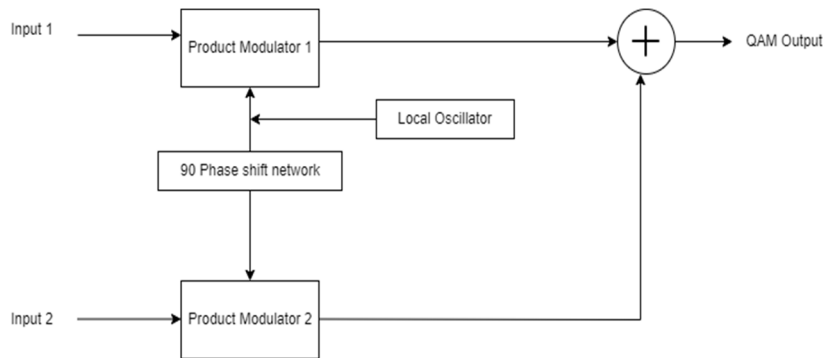 Input 1
Product Modulator 1
+
QAM Output
Local Oscillator
90 Phase shift network
Input 2
Product Modulator 2